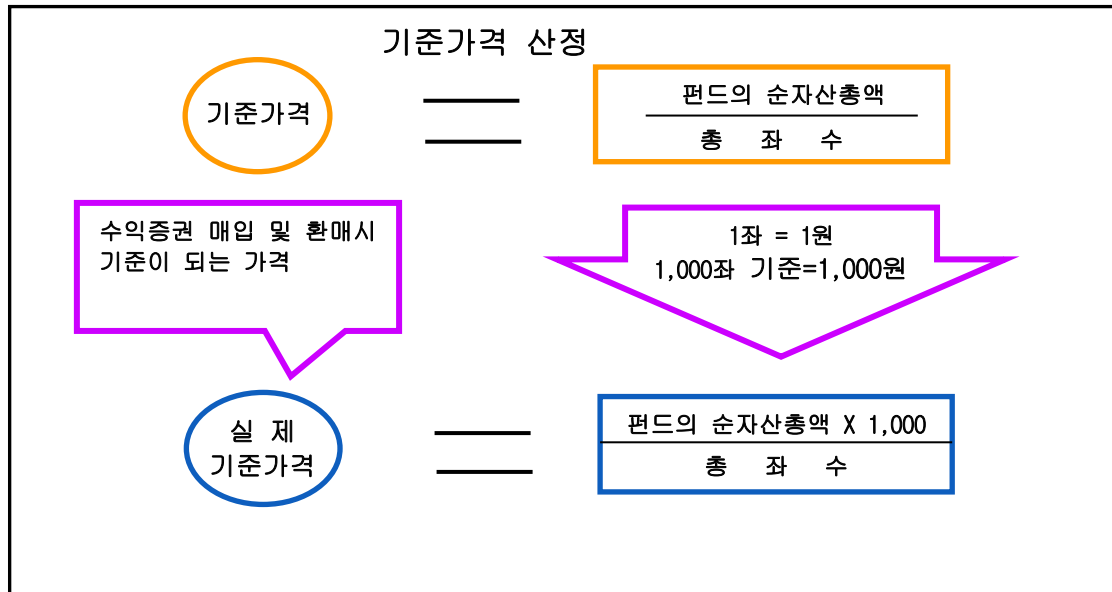 기준가격 산정
기준가격
펀드의 순자산총액
총 좌 수
수익증권 매입 및 환매시
기준이 되는 가격
1좌 = 1원
1,000좌 기준=1,000원
실 제
기준가격
펀드의 순자산총액 X 1,000
총 좌 수